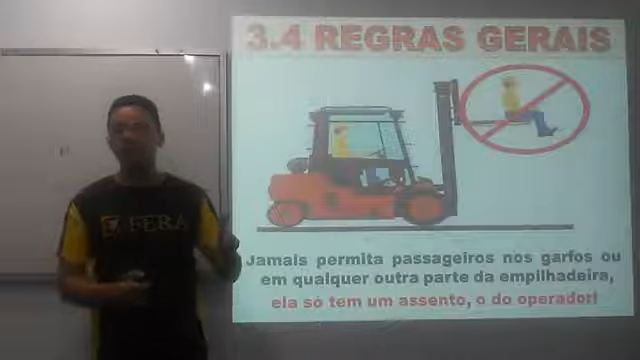 3.4 REGRAS GERAIS
FERA
Jamais permita passageiros nos garfos ou
em qualquer outra parte da empilhadeira,
ela só tem um assento, o do operador!